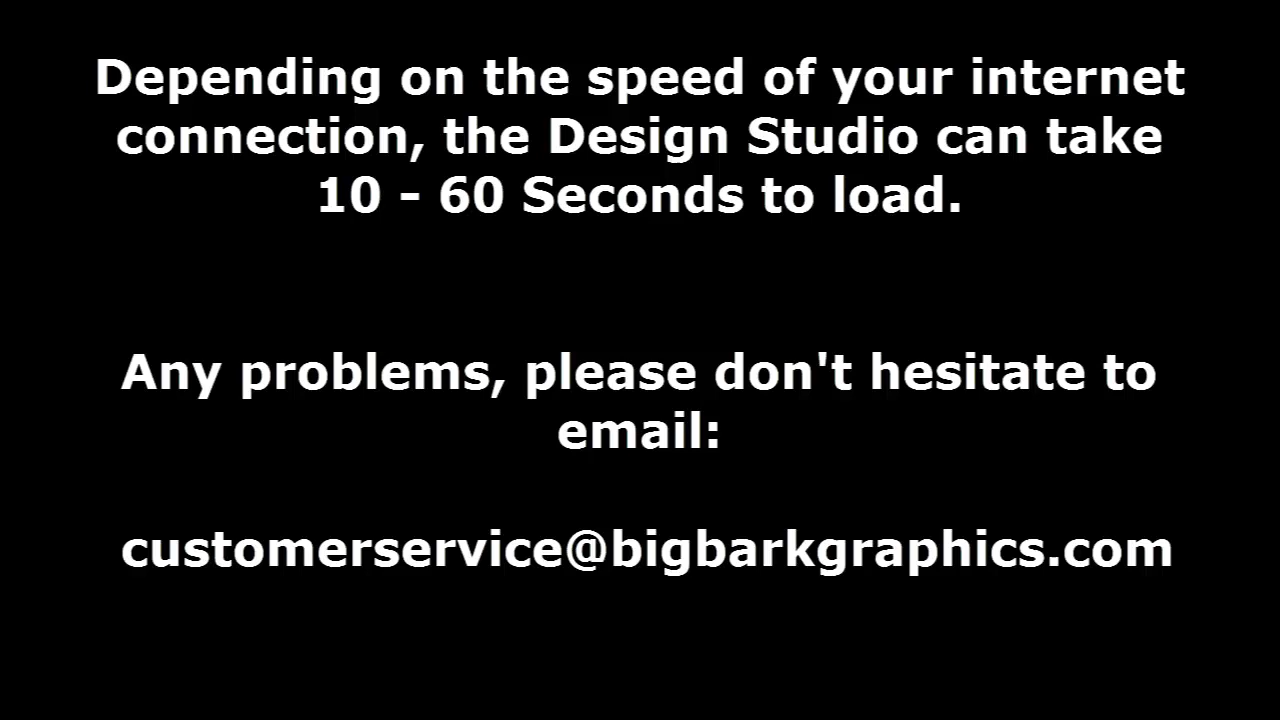 Depending on the speed of your internet
connection, the Design Studio can take
10 - 60 Seconds to load.
Any problems, please don't hesitate to
email:
customerservice@bigbarkgraphics.com